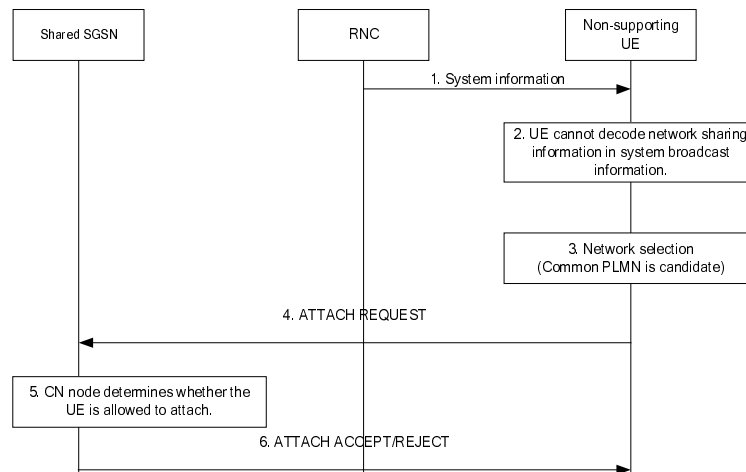 Shared SGSN
RNC
Non-supporting
UE
1. System information
2. UE cannot decode network sharing
information in system broadcast
information.
3. Network selection
(Common PLMN is candidate)
4. ATTACH REQUEST
5. CN node determines whether the
UE is allowed to attach.
6. ATTACH ACCEPT/REJECT